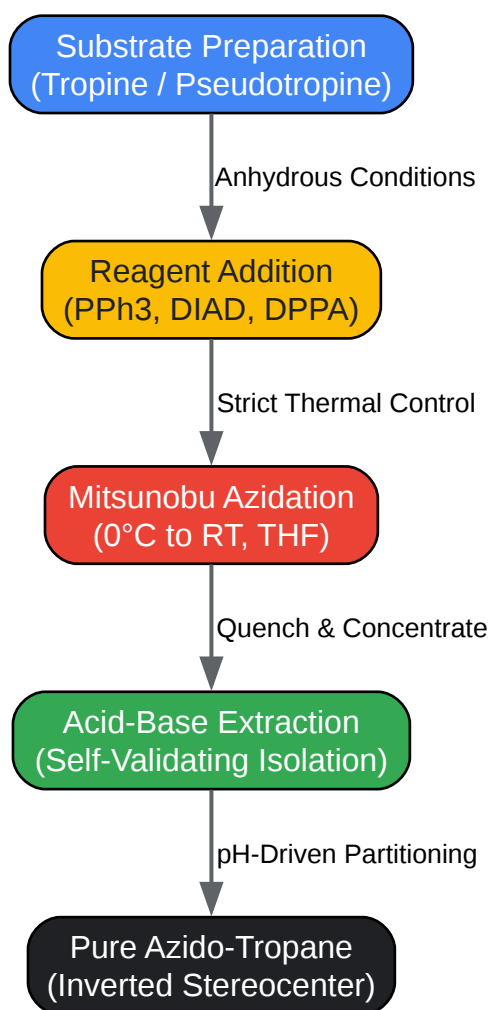 Substrate Preparation
(Tropine / Pseudotropine)
Anhydrous Conditions
Reagent Addition
(PPh3, DIAD, DPPA)
Strict Thermal Control
Mitsunobu Azidation
(0°C to RT, THF)
Quench & Concentrate
Acid-Base Extraction
(Self-Validating Isolation)
pH-Driven Partitioning
Pure Azido-Tropane
(Inverted Stereocenter)